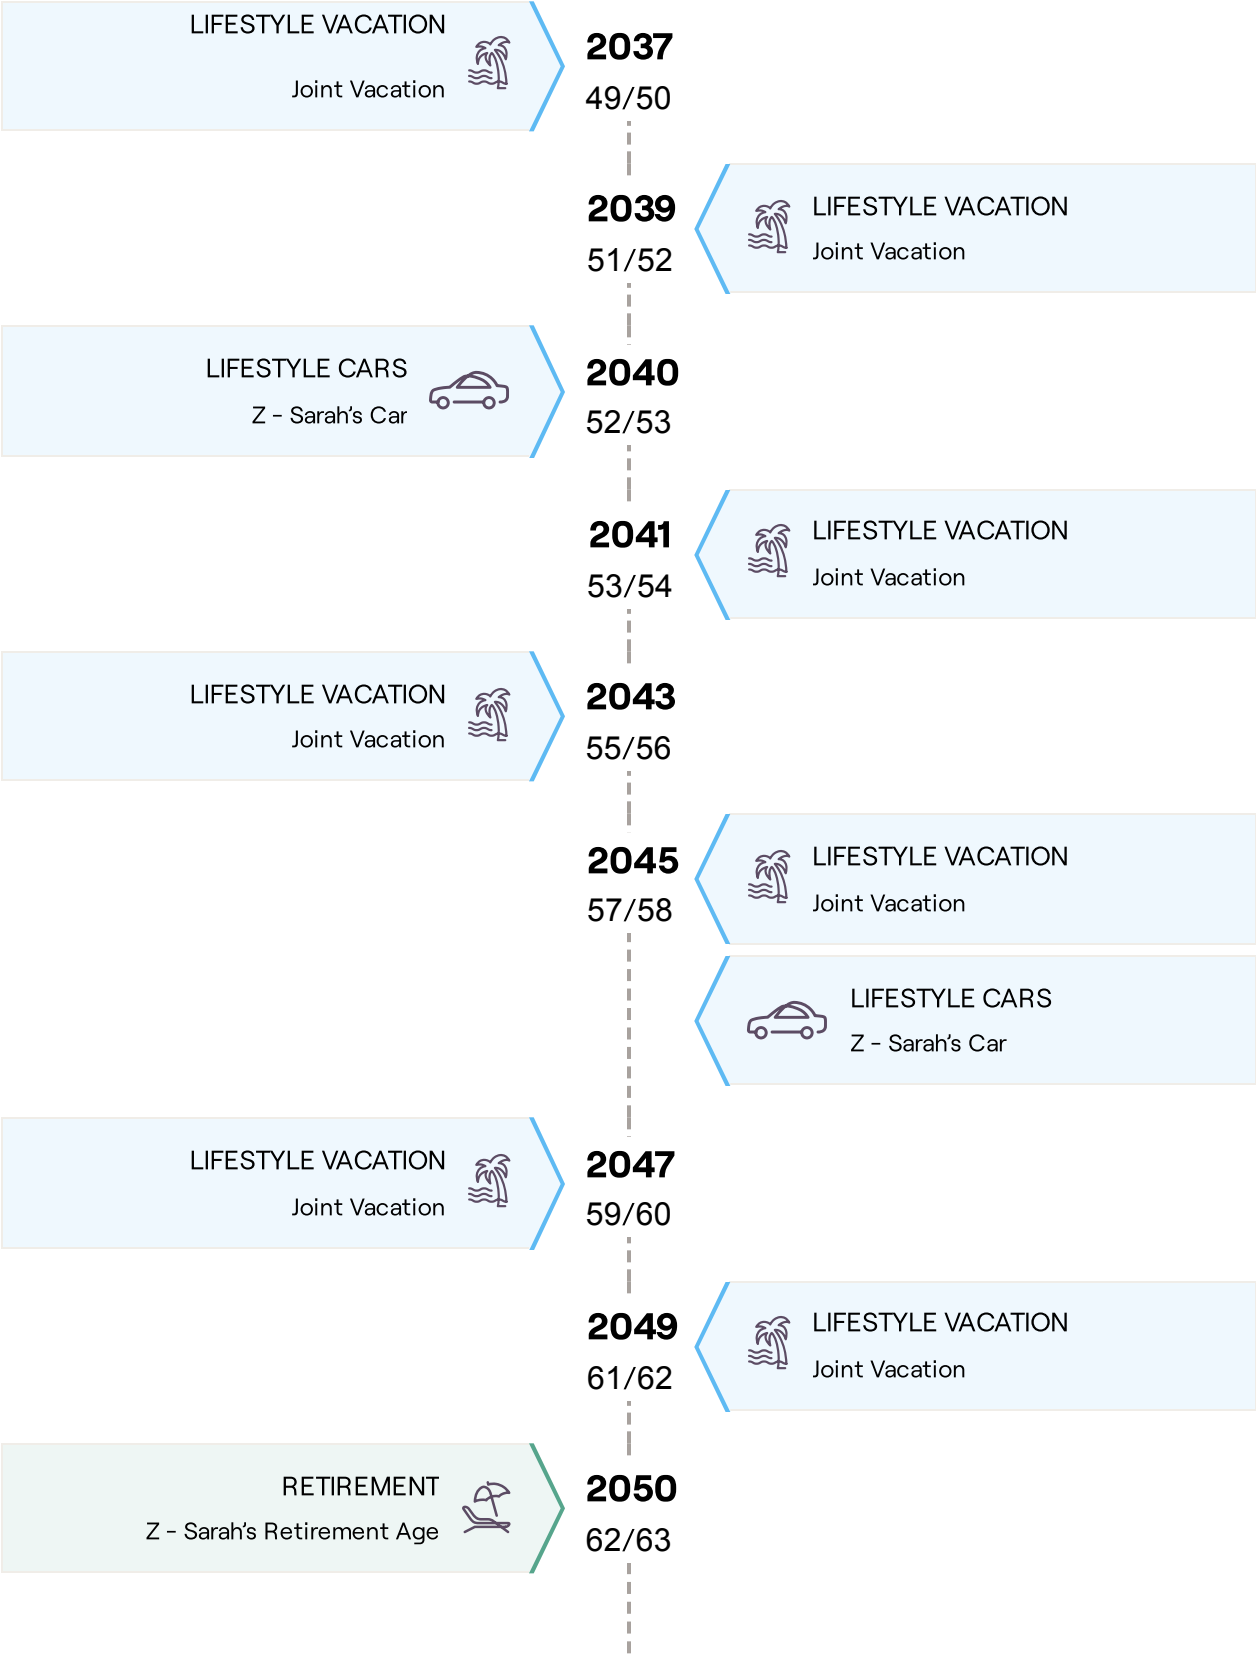 LIFESTYLE VACATION
Joint Vacation
2037
49/50
2039
51/52
LIFESTYLE VACATION
Joint Vacation
LIFESTYLE CARS
Z - Sarah's Car
2040
52/53
2041
53/54
LIFESTYLE VACATION
Joint Vacation
LIFESTYLE VACATION
Joint Vacation
2043
55/56
2045
57/58
LIFESTYLE VACATION
Joint Vacation
LIFESTYLE CARS
Z - Sarah's Car
LIFESTYLE VACATION
Joint Vacation
2047
59/60
2049
61/62
LIFESTYLE VACATION
Joint Vacation
RETIREMENT
Z - Sarah's Retirement Age
2050
62/63